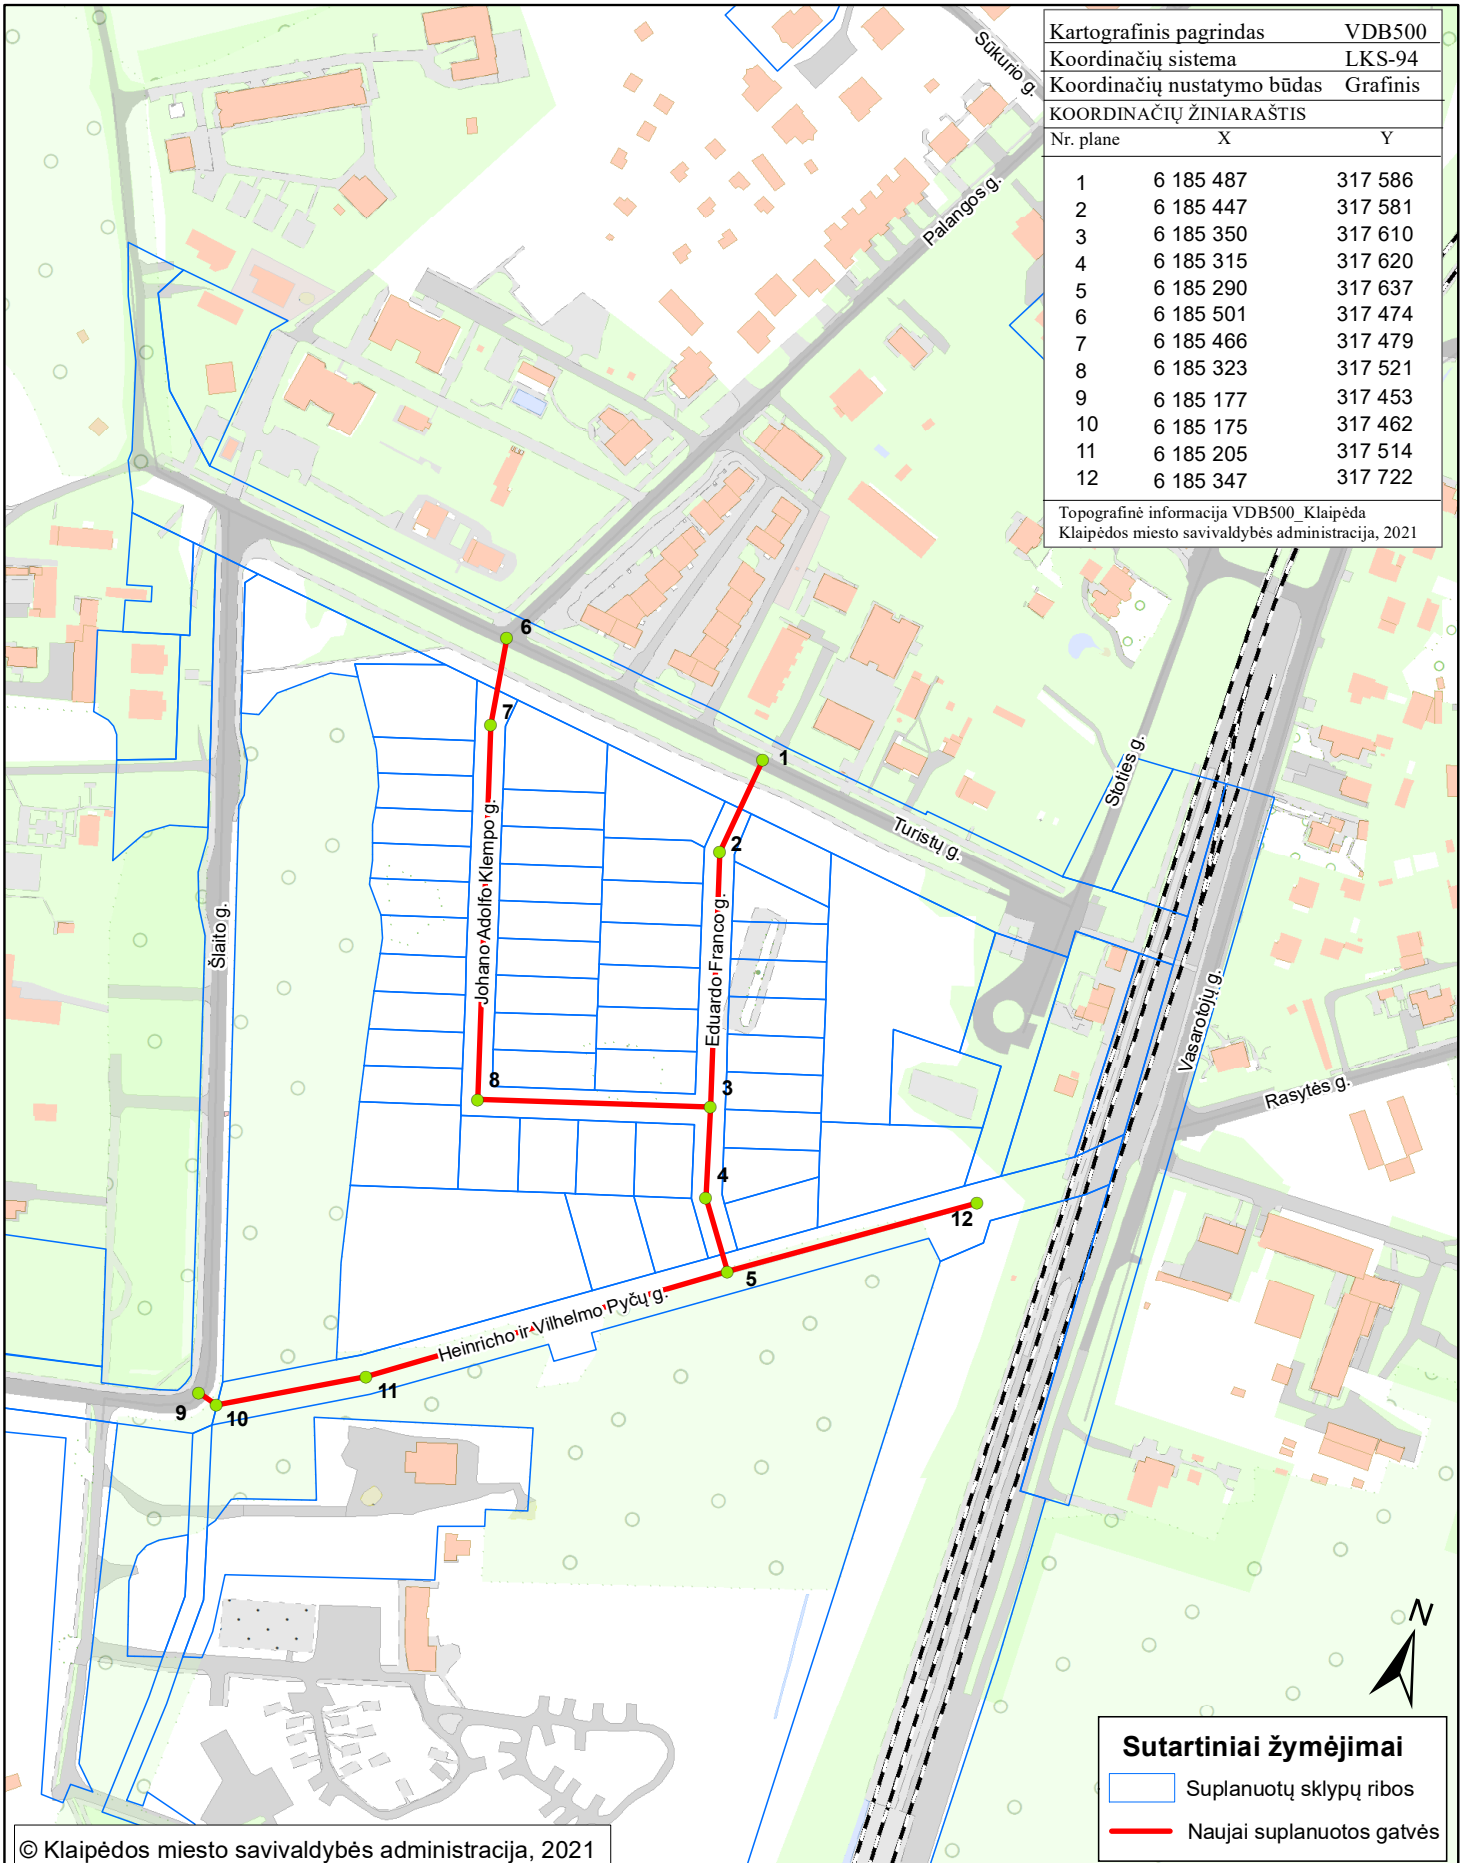 Kartografinis pagrindas VDB500
Koordinačių sistema LKS-94
Koordinačių nustatymo būdas Grafinis
KOORDINAČIŲ ŽINIARAŠTIS
Nr. plane X Y
1 6 185 487 317 586
2 6 185 447 317 581
3 6 185 350 317 610
4 6 185 315 317 620
5 6 185 290 317 637
6 6 185 501 317 474
7 6 185 466 317 479
8 6 185 323 317 521
9 6 185 177 317 453
10 6 185 175 317 462
11 6 185 205 317 514
12 6 185 347 317 722
Topografinė informacija VDB500_Klaipėda
Klaipėdos miesto savivaldybės administracija, 2021
Sūkurio g.
Palangos g.
6
7
1
Stoties g.
Turistų g.
2
Johano Adolfo Klempo g.
Eduardo Franco g.
Šlaito g.
Vasarotojų g.
Rasytės g.
8
3
4
12
5
Heinricho ir Vilhelmo Pyčų g.
11
9
10
N
Sutartiniai žymėjimai
Suplanuotų sklypų ribos
Naujai suplanuotos gatvės
© Klaipėdos miesto savivaldybės administracija, 2021